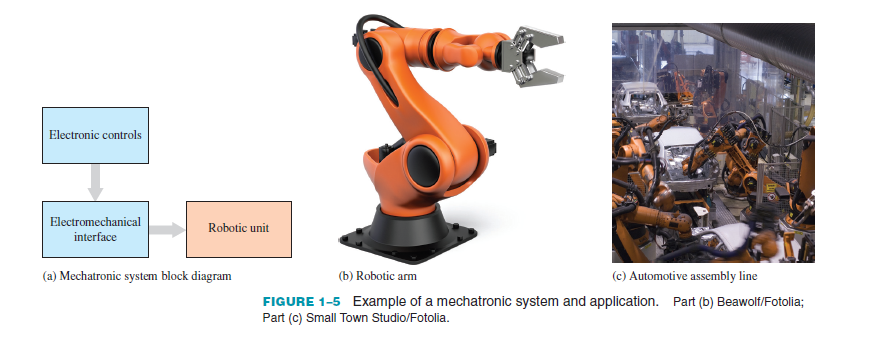 Electronic controls
Electromechanical
interface
Robotic unit
(a) Mechatronic system block diagram
(b) Robotic arm
(c) Automotive assembly line
FIGURE 1–5 Example of a mechatronic system and application. Part (b) Beawolf/Fotolia;
Part (c) Small Town Studio/Fotolia.